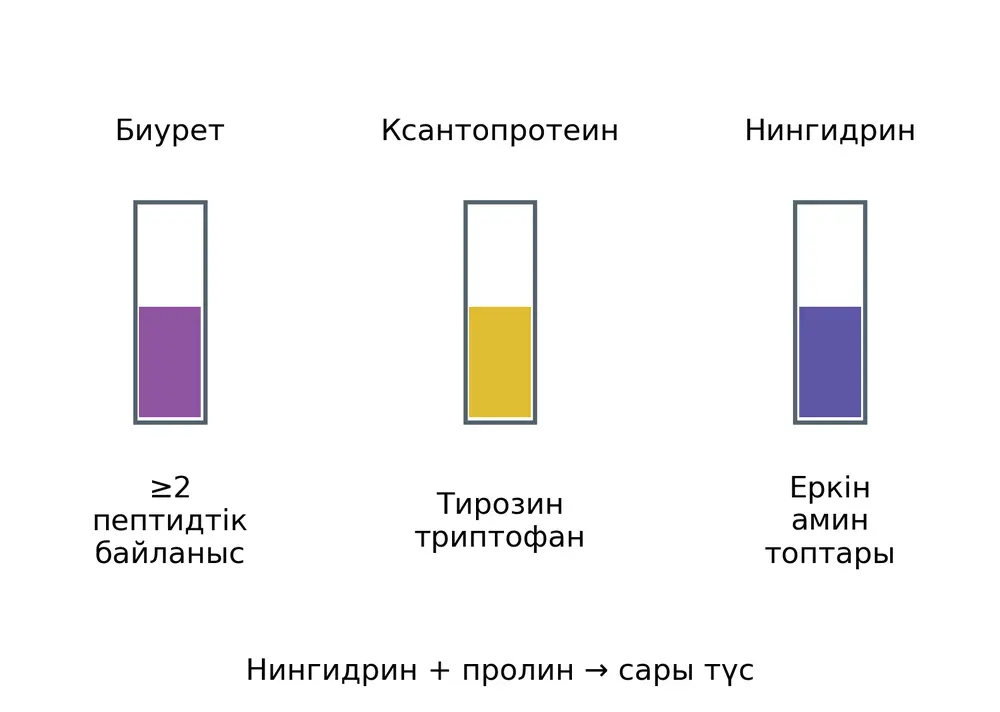 Биурет
Ксантопротеин
Нингидрин
≥2
пептидтік
байланыс
Тирозин
триптофан
Еркін
амин
топтары
Нингидрин + пролин → сары түс